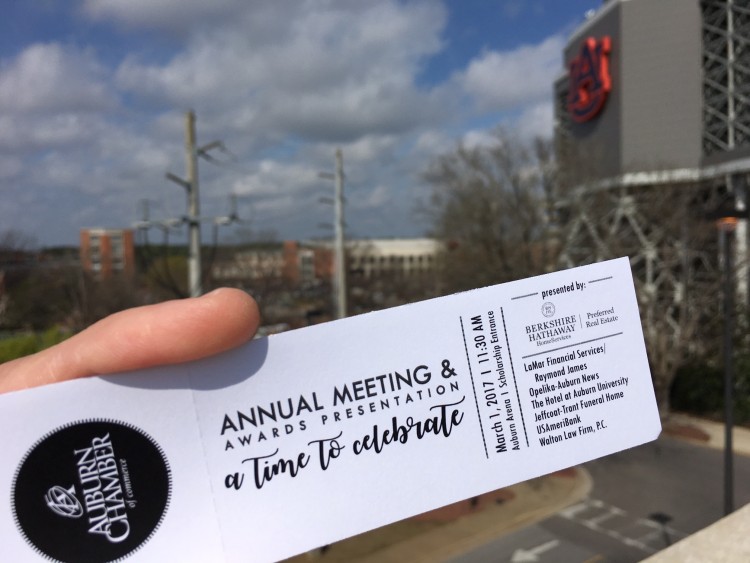 AUBURN
CHAMBER
of commerce
ANNUAL MEETING &
AWARDS PRESENTATION
a time to celebrate
March 1, 2017 I 11:30 AM
Auburn Arena I Scholarship Entrance
presented by:
BERKSHIRE
HATHAWAY
HomeServices
Preferred
Real Estate
LaMar Financial Services/
Raymond James
Opelika-Auburn News
The Hotel at Auburn University
Jeffcoat-Trant Funeral Home
USAmeriBank
Walton Law Firm, P.C.
AU